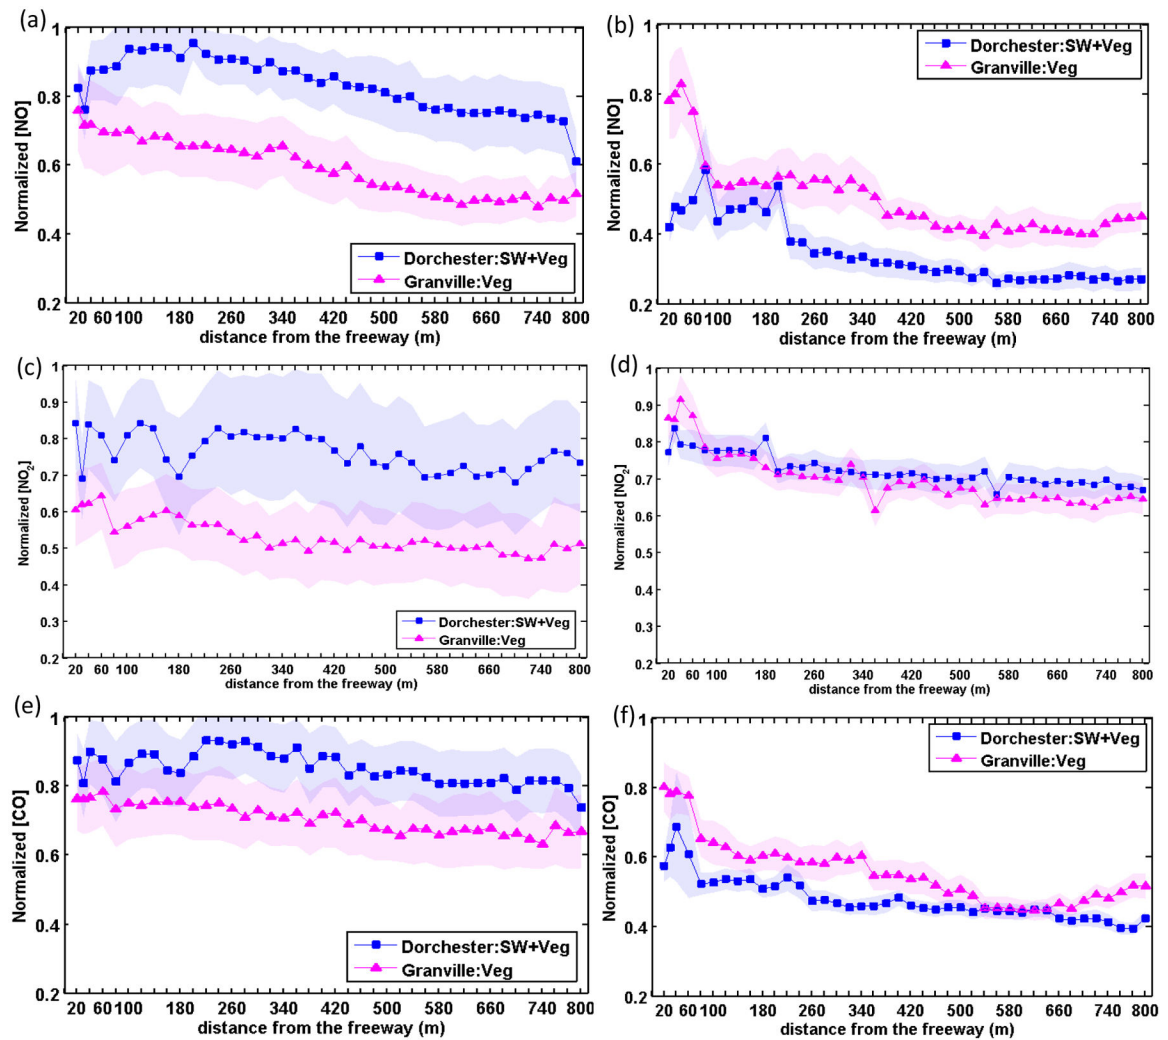 (a)
Normalized [NO]
1
0.8
0.6
0.4
0.2
Dorchester:SW+Veg
Granville:Veg
20 60 100 180 260 340 420 500 580 660 740 800
distance from the freeway (m)
(b)
Normalized [NO]
1
0.8
0.6
0.4
0.2
Dorchester:SW+Veg
Granville:Veg
20 60 100 180 260 340 420 500 580 660 740 800
distance from the freeway (m)
(c)
Normalized [NO2]
1
0.9
0.8
0.7
0.6
0.5
0.4
0.3
0.2
Dorchester:SW+Veg
Granville:Veg
20 60 100 180 260 340 420 500 580 660 740 800
distance from the freeway (m)
(d)
Normalized [NO2]
1
0.9
0.8
0.7
0.6
0.5
0.4
0.3
0.2
20 60 100 180 260 340 420 500 580 660 740 800
distance from the freeway (m)
(e)
Normalized [CO]
1
0.8
0.6
0.4
0.2
Dorchester:SW+Veg
Granville:Veg
20 60 100 180 260 340 420 500 580 660 740 800
distance from the freeway (m)
(f)
Normalized [CO]
1
0.8
0.6
0.4
0.2
Dorchester:SW+Veg
Granville:Veg
20 60 100 180 260 340 420 500 580 660 740 800
distance from the freeway (m)